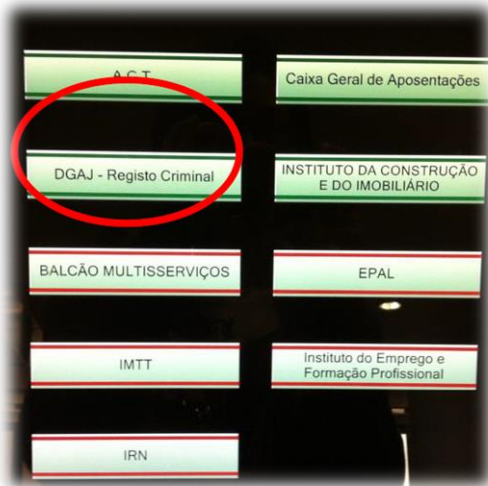 A.C.T.
Caixa Geral de Aposentações
DGAJ - Registo Criminal
INSTITUTO DA CONSTRUÇÃO
E DO IMOBILIÁRIO
BALCÃO MULTISSERVIÇOS
EPAL
IMTT
Instituto do Emprego e
Formação Profissional
IRN